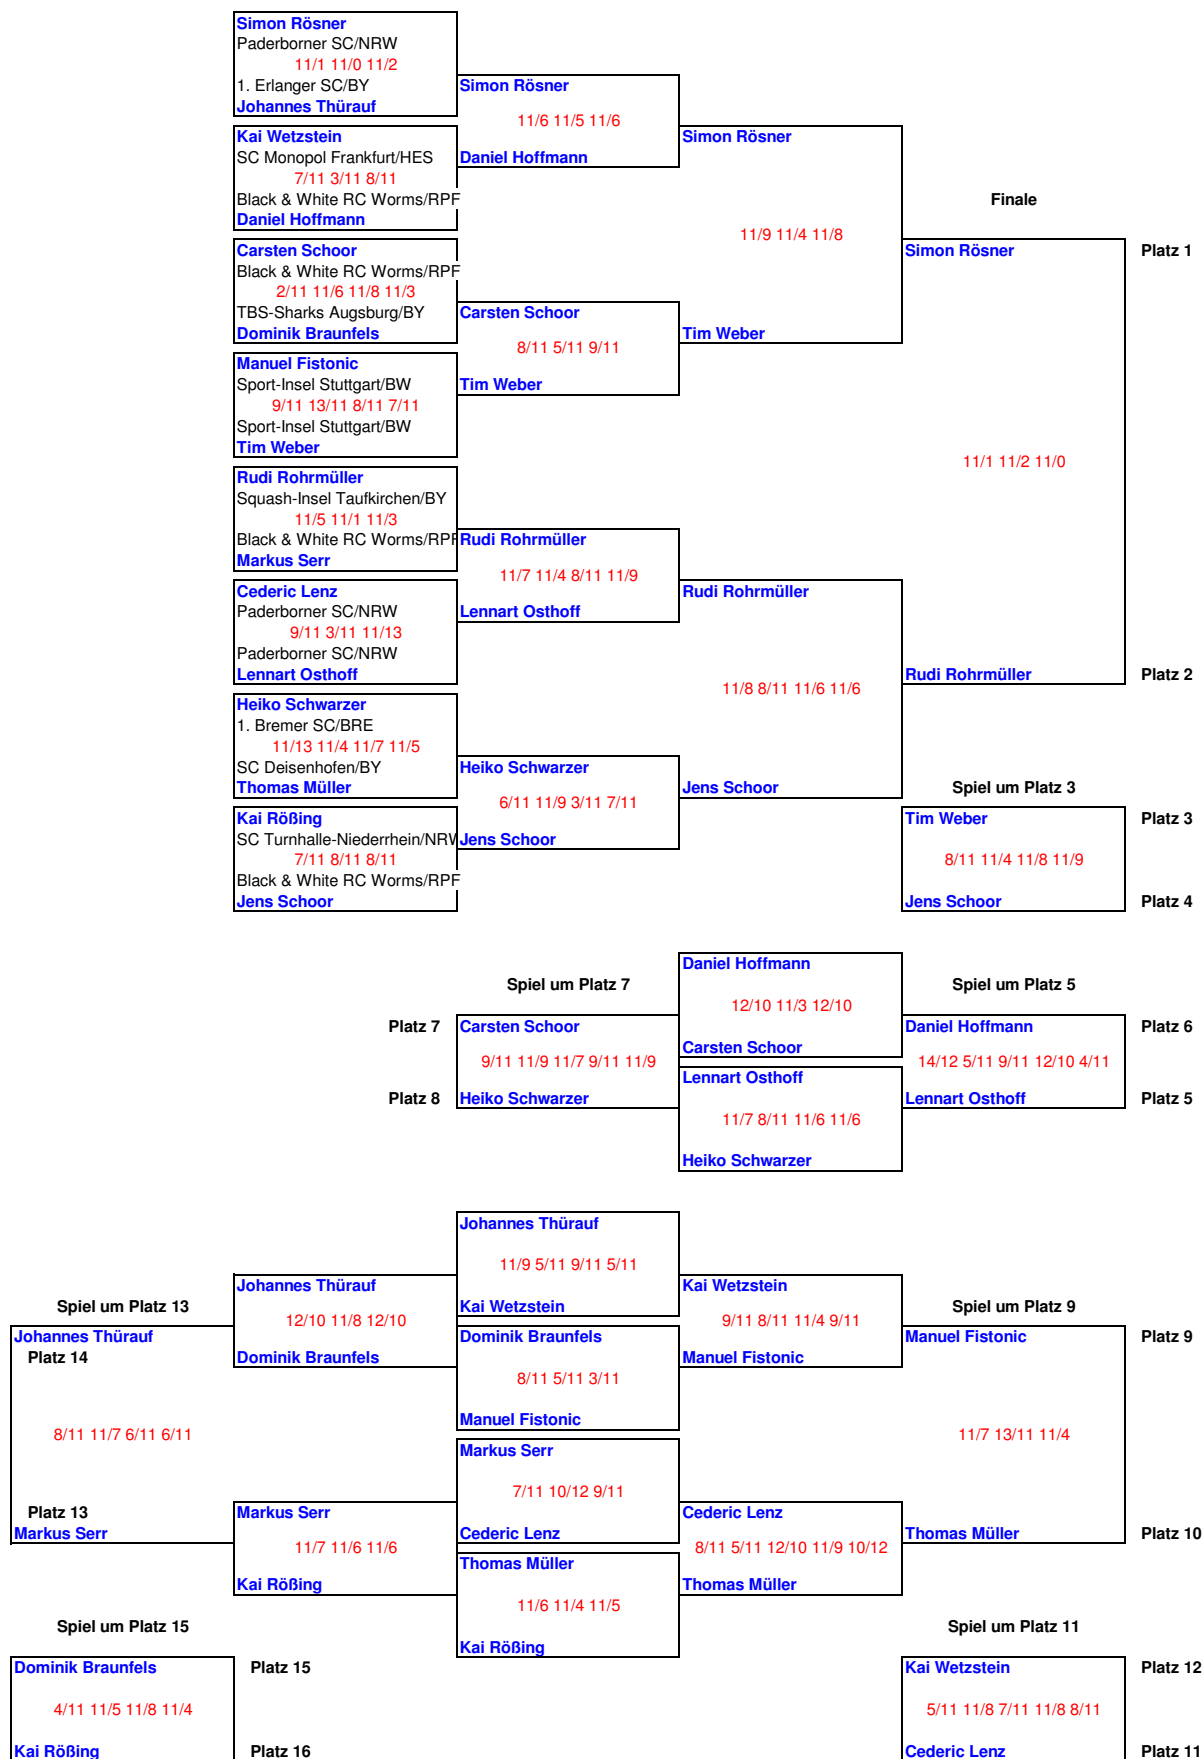 Simon Rösner
Paderborner SC/NRW
11/1 11/0 11/2
1. Erlanger SC/BY
Johannes Thürauf
Kai Wetzstein
SC Monopol Frankfurt/HES
7/11 3/11 8/11
Black & White RC Worms/RPF
Daniel Hoffmann
Carsten Schoor
Black & White RC Worms/RPF
2/11 11/6 11/8 11/3
TBS-Sharks Augsburg/BY
Dominik Braunfels
Manuel Fistonic
Sport-Insel Stuttgart/BW
9/11 13/11 8/11 7/11
Sport-Insel Stuttgart/BW
Tim Weber
Rudi Rohrmüller
Squash-Insel Taufkirchen/BY
11/5 11/1 11/3
Black & White RC Worms/RPF
Markus Serr
Cederic Lenz
Paderborner SC/NRW
9/11 3/11 11/13
Paderborner SC/NRW
Lennart Osthoff
Heiko Schwarzer
1. Bremer SC/BRE
11/13 11/4 11/7 11/5
SC Deisenhofen/BY
Thomas Müller
Kai Rößing
SC Turnhalle-Niederrhein/NRW
7/11 8/11 8/11
Black & White RC Worms/RPF
Jens Schoor
Simon Rösner
11/6 11/5 11/6
Daniel Hoffmann
Carsten Schoor
8/11 5/11 9/11
Tim Weber
Rudi Rohrmüller
11/7 11/4 8/11 11/9
Lennart Osthoff
Heiko Schwarzer
6/11 11/9 3/11 7/11
Jens Schoor
Simon Rösner
11/9 11/4 11/8
Tim Weber
Rudi Rohrmüller
11/8 8/11 11/6 11/6
Jens Schoor
Finale
Simon Rösner
Platz 1
11/1 11/2 11/0
Rudi Rohrmüller
Platz 2
Spiel um Platz 3
Tim Weber
Platz 3
8/11 11/4 11/8 11/9
Jens Schoor
Platz 4
Spiel um Platz 7
Platz 7
Carsten Schoor
9/11 11/9 11/7 9/11 11/9
Platz 8
Heiko Schwarzer
Daniel Hoffmann
12/10 11/3 12/10
Carsten Schoor
Lennart Osthoff
11/7 8/11 11/6 11/6
Heiko Schwarzer
Spiel um Platz 5
Daniel Hoffmann
Platz 6
14/12 5/11 9/11 12/10 4/11
Lennart Osthoff
Platz 5
Spiel um Platz 13
Johannes Thürauf
Platz 14
8/11 11/7 6/11 6/11
Platz 13
Markus Serr
Johannes Thürauf
12/10 11/8 12/10
Dominik Braunfels
Markus Serr
11/7 11/6 11/6
Kai Rößing
Johannes Thürauf
11/9 5/11 9/11 5/11
Kai Wetzstein
Dominik Braunfels
8/11 5/11 3/11
Manuel Fistonic
Markus Serr
7/11 10/12 9/11
Cederic Lenz
Thomas Müller
11/6 11/4 11/5
Kai Rößing
Kai Wetzstein
9/11 8/11 11/4 9/11
Manuel Fistonic
Cederic Lenz
8/11 5/11 12/10 11/9 10/12
Thomas Müller
Spiel um Platz 9
Manuel Fistonic
Platz 9
11/7 13/11 11/4
Thomas Müller
Platz 10
Spiel um Platz 15
Dominik Braunfels
Platz 15
4/11 11/5 11/8 11/4
Kai Rößing
Platz 16
Spiel um Platz 11
Kai Wetzstein
Platz 12
5/11 11/8 7/11 11/8 8/11
Cederic Lenz
Platz 11